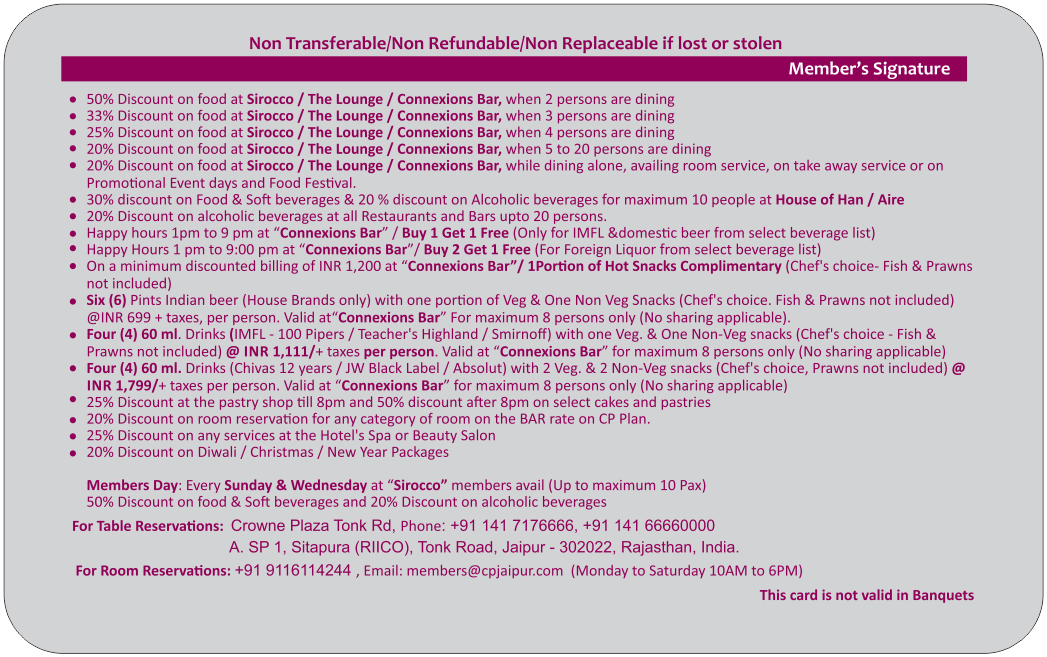 Non Transferable/Non Refundable/Non Replaceable if lost or stolen
Member's Signature
• 50% Discount on food at Sirocco / The Lounge / Connexions Bar, when 2 persons are dining
• 33% Discount on food at Sirocco / The Lounge / Connexions Bar, when 3 persons are dining
• 25% Discount on food at Sirocco / The Lounge / Connexions Bar, when 4 persons are dining
• 20% Discount on food at Sirocco / The Lounge / Connexions Bar, when 5 to 20 persons are dining
• 20% Discount on food at Sirocco / The Lounge / Connexions Bar, while dining alone, availing room service, on take away service or on
Promotional Event days and Food Festival.
• 30% discount on Food & Soft beverages & 20 % discount on Alcoholic beverages for maximum 10 people at House of Han / Aire
• 20% Discount on alcoholic beverages at all Restaurants and Bars upto 20 persons.
• Happy hours 1pm to 9 pm at “Connexions Bar” / Buy 1 Get 1 Free (Only for IMFL &domestic beer from select beverage list)
• Happy Hours 1 pm to 9:00 pm at “Connexions Bar”/ Buy 2 Get 1 Free (For Foreign Liquor from select beverage list)
• On a minimum discounted billing of INR 1,200 at “Connexions Bar”/ 1Portion of Hot Snacks Complimentary (Chef's choice- Fish & Prawns
not included)
• Six (6) Pints Indian beer (House Brands only) with one portion of Veg & One Non Veg Snacks (Chef's choice. Fish & Prawns not included)
@INR 699 + taxes, per person. Valid at“Connexions Bar” For maximum 8 persons only (No sharing applicable).
• Four (4) 60 ml. Drinks (IMFL - 100 Pipers / Teacher's Highland / Smirnoff) with one Veg. & One Non-Veg snacks (Chef's choice - Fish &
Prawns not included) @ INR 1,111/+ taxes per person. Valid at “Connexions Bar” for maximum 8 persons only (No sharing applicable)
• Four (4) 60 ml. Drinks (Chivas 12 years / JW Black Label / Absolut) with 2 Veg. & 2 Non-Veg snacks (Chef's choice, Prawns not included) @
INR 1,799/+ taxes per person. Valid at “Connexions Bar” for maximum 8 persons only (No sharing applicable)
• 25% Discount at the pastry shop till 8pm and 50% discount after 8pm on select cakes and pastries
• 20% Discount on room reservation for any category of room on the BAR rate on CP Plan.
• 25% Discount on any services at the Hotel's Spa or Beauty Salon
• 20% Discount on Diwali / Christmas / New Year Packages
Members Day: Every Sunday & Wednesday at “Sirocco” members avail (Up to maximum 10 Pax)
50% Discount on food & Soft beverages and 20% Discount on alcoholic beverages
For Table Reservations: Crowne Plaza Tonk Rd, Phone: +91 141 7176666, +91 141 66660000
A. SP 1, Sitapura (RIICO), Tonk Road, Jaipur - 302022, Rajasthan, India.
For Room Reservations: +91 9116114244 , Email: members@cpjaipur.com (Monday to Saturday 10AM to 6PM)
This card is not valid in Banquets